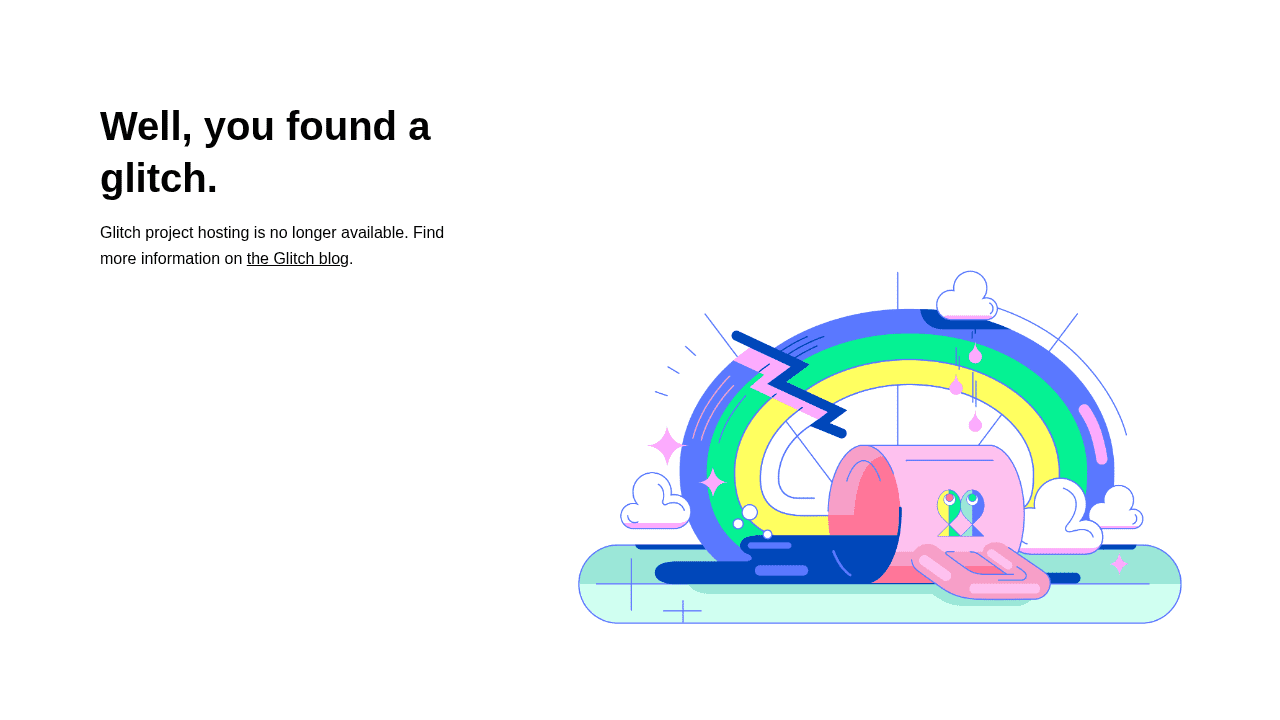 Well, you found a
glitch.
Glitch project hosting is no longer available. Find
more information on the Glitch blog.